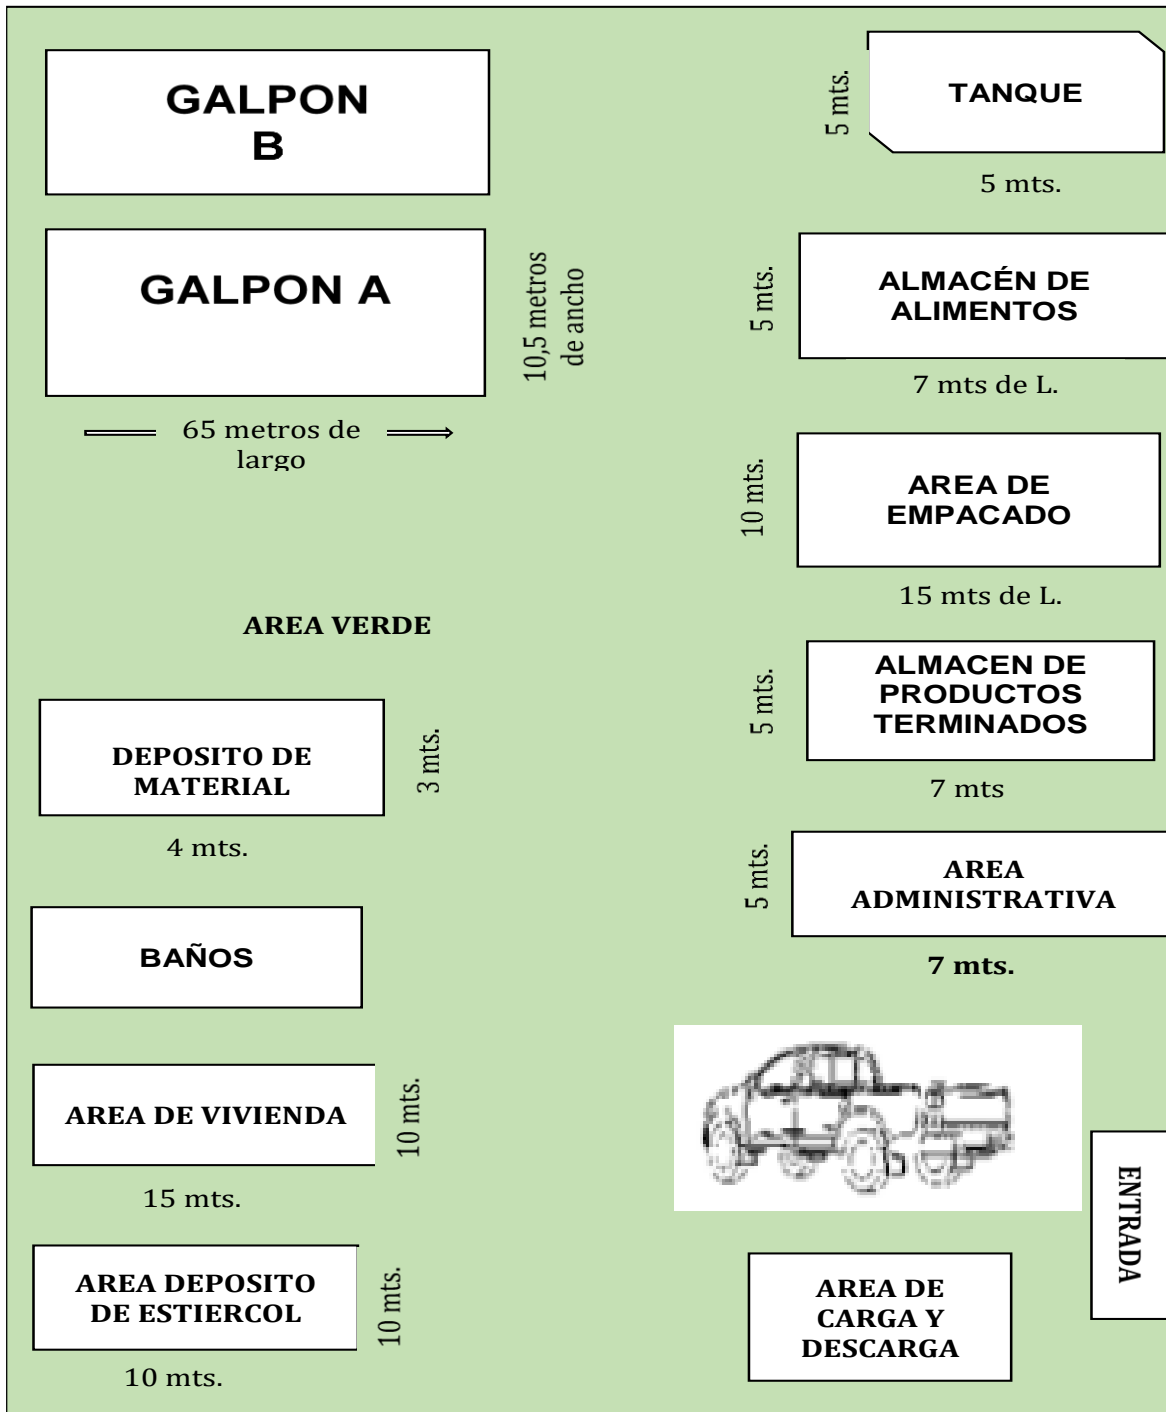 GALPON
B
GALPON A
10,5 metros
de ancho
65 metros de
largo
AREA VERDE
DEPOSITO DE
MATERIAL
3 mts.
4 mts.
BAÑOS
AREA DE VIVIENDA
10 mts.
15 mts.
AREA DEPOSITO
DE ESTIERCOL
10 mts.
10 mts.
TANQUE
5 mts.
5 mts.
ALMACÉN DE
ALIMENTOS
5 mts.
7 mts de L.
AREA DE
EMPACADO
10 mts.
15 mts de L.
ALMACEN DE
PRODUCTOS
TERMINADOS
5 mts.
7 mts
AREA
ADMINISTRATIVA
5 mts.
7 mts.
ENTRADA
AREA DE
CARGA Y
DESCARGA